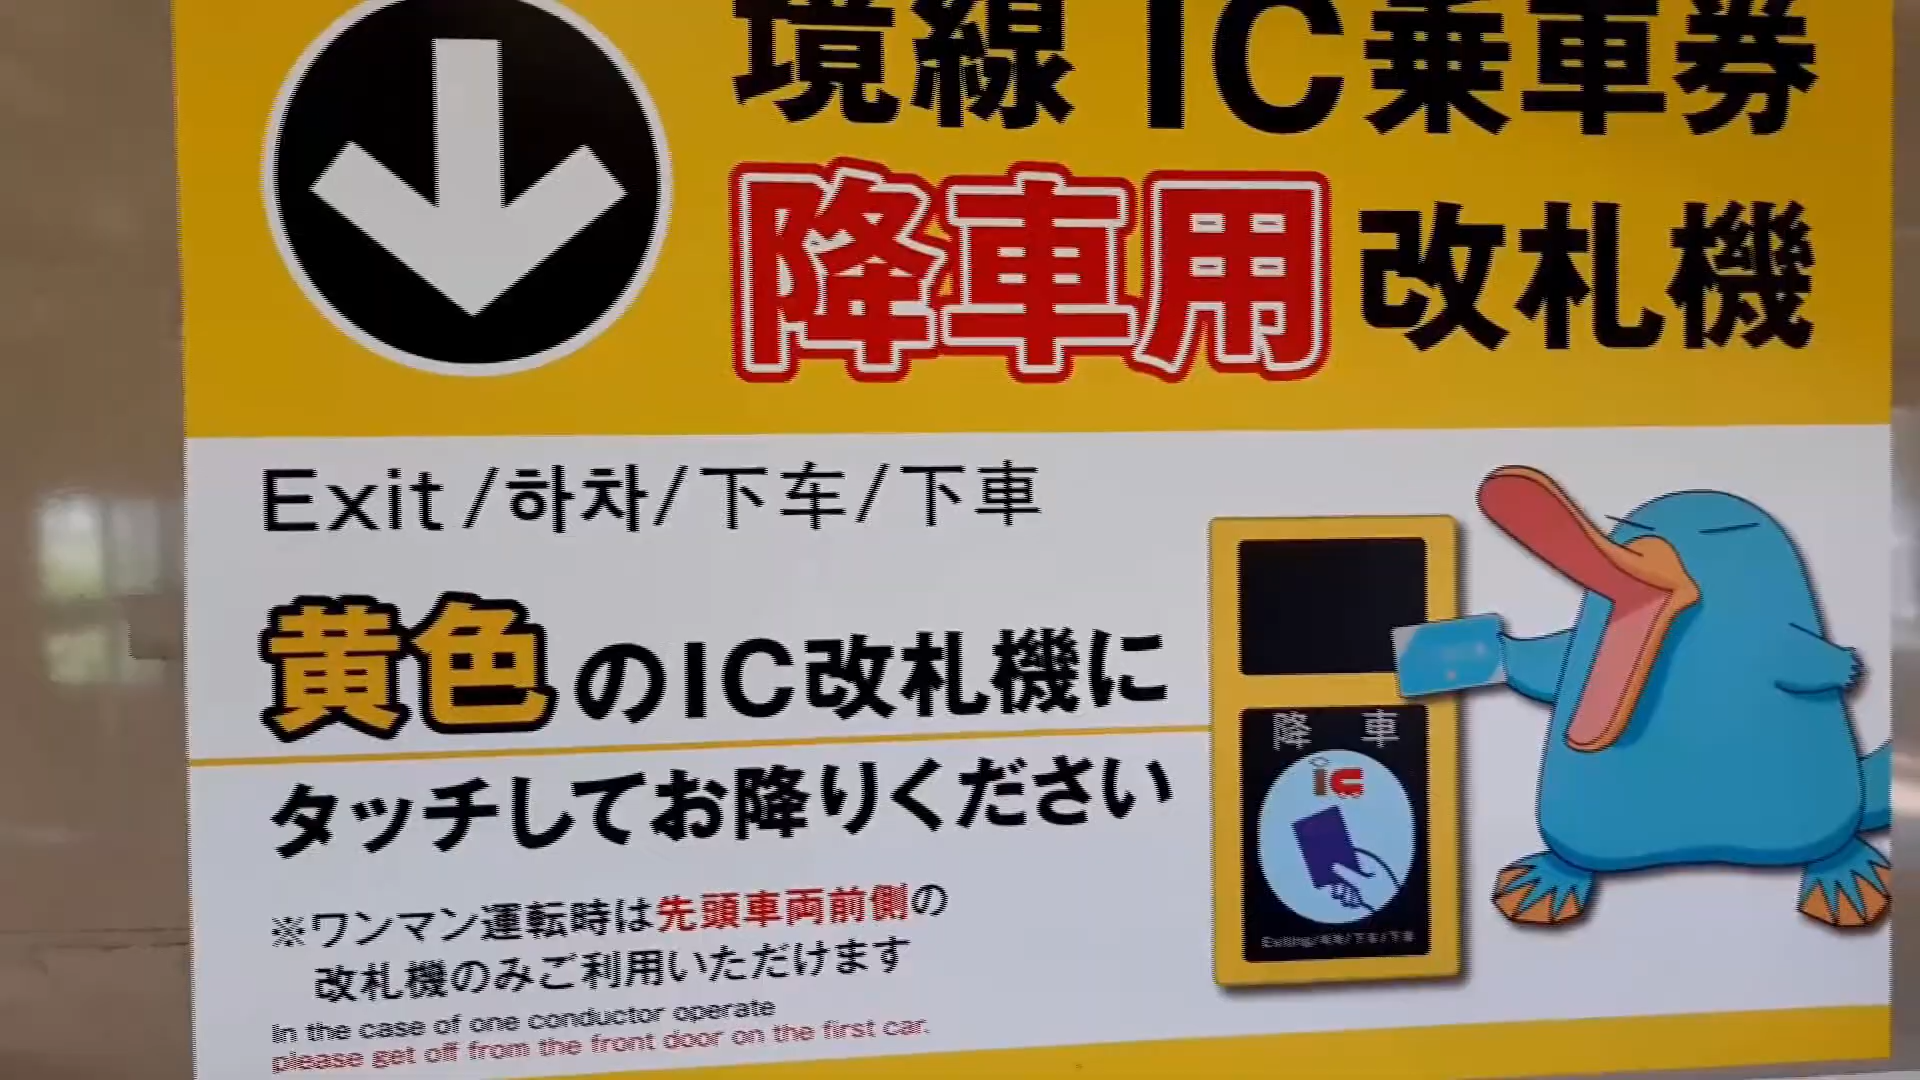 境線 IC乗車券
降車用改札機
Exit /하차/下车/下車
黄色のIC改札機に
タッチしてお降りください
降 車
IC
※ワンマン運転時は先頭車両前側の
改札機のみご利用いただけます
In the case of one conductor operate
please get off from the front door on the first car.